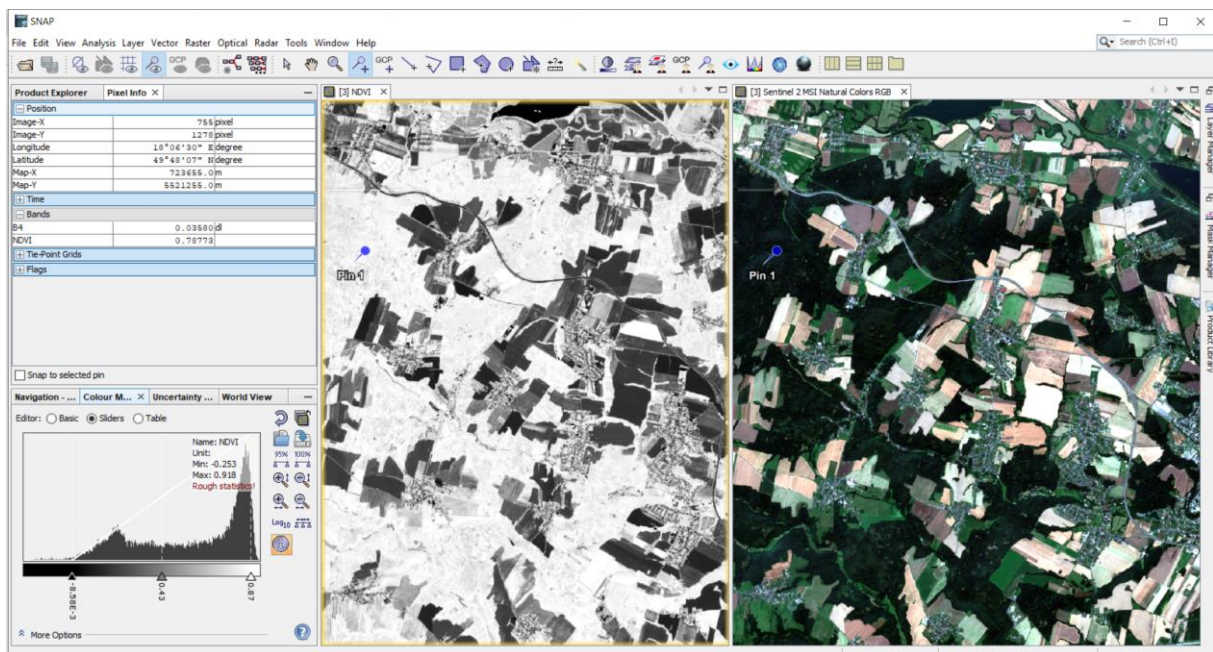 SNAP
File Edit View Analysis Layer Vector Raster Optical Radar Tools Window Help
Search (Ctrl+I)
GCP GCP
Product Explorer Pixel Info
Position
Image-X 755 pixel
Image-Y 1278 pixel
Longitude 18°06'30" E degree
Latitude 49°48'07" N degree
Map-X 723655.0 m
Map-Y 5521255.0 m
Time
Bands
B4 0.03580 dl
NDVI 0.78773
Tie-Point Grids
Flags
Snap to selected pin
Navigation - ... Colour M... Uncertainty ... World View
Editor: Basic Sliders Table
Name: NDVI
Unit:
Min: -0.253
Max: 0.918
Rough statistics!
95% 100%
Log10
-8.58E-3 0.43 0.87
More Options
[3] NDVI
Pin 1
[3] Sentinel 2 MSI Natural Colors RGB
Pin 1
Layer Manager
Mask Manager
Product Library